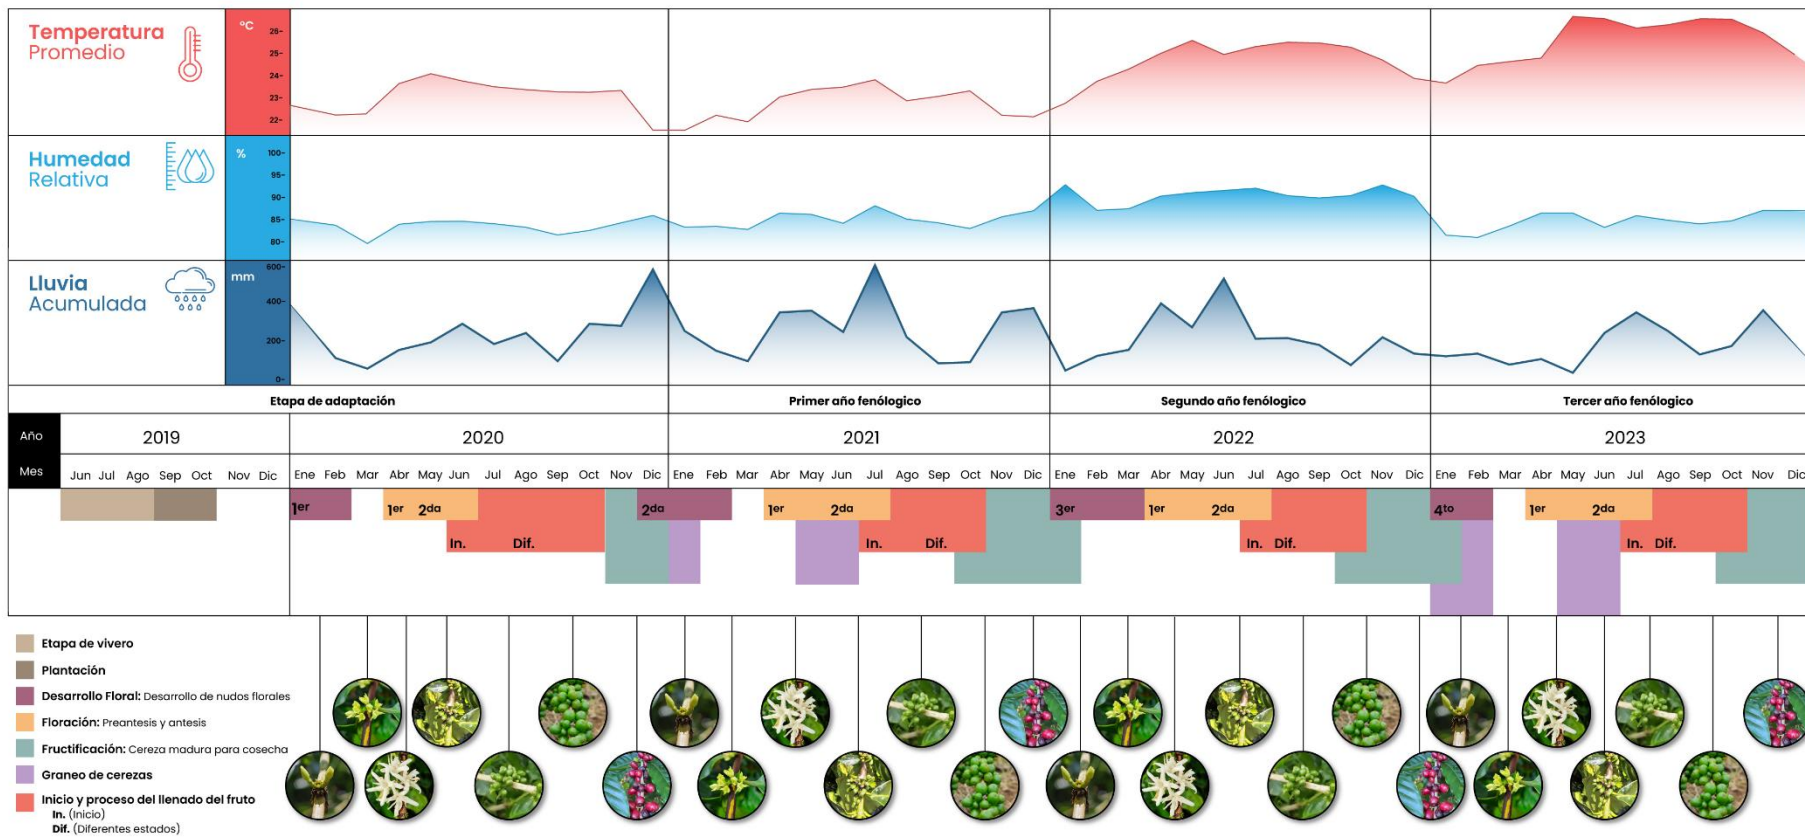 Temperatura
Promedio
°C
26-
25-
24-
23-
22-
Humedad
Relativa
%
100-
95-
90-
85-
80-
Lluvia
Acumulada
mm
600-
400-
200-
0-
Etapa de adaptación Primer año fenólogico Segundo año fenólogico Tercer año fenólogico
Año 2019 2020 2021 2022 2023
Mes Jun Jul Ago Sep Oct Nov Dic Ene Feb Mar Abr May Jun Jul Ago Sep Oct Nov Dic Ene Feb Mar Abr May Jun Jul Ago Sep Oct Nov Dic Ene Feb Mar Abr May Jun Jul Ago Sep Oct Nov Dic Ene Feb Mar Abr May Jun Jul Ago Sep Oct Nov Dic
1er 1er 2da 2da 1er 2da 3er 1er 2da 4to 1er 2da
In. Dif. In. Dif. In. Dif. In. Dif.
Etapa de vivero
Plantación
Desarrollo Floral: Desarrollo de nudos florales
Floración: Preantesis y antesis
Fructificación: Cereza madura para cosecha
Graneo de cerezas
Inicio y proceso del llenado del fruto
In. (Inicio)
Dif. (Diferentes estados)